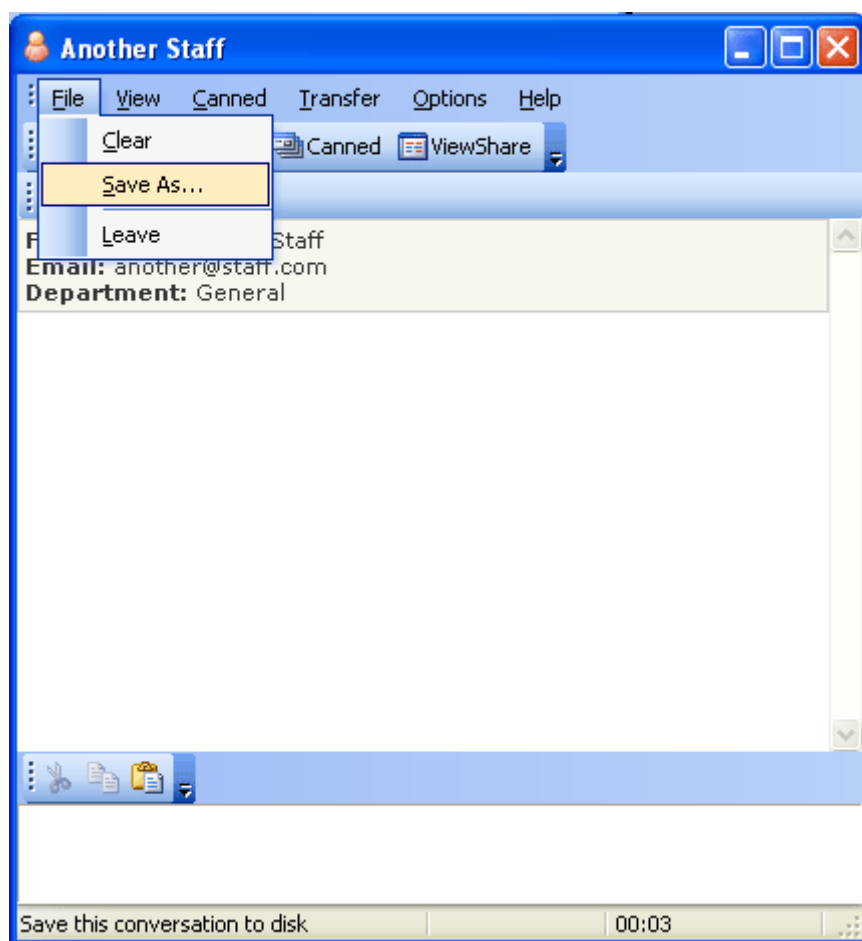 Another Staff
File View Canned Transfer Options Help
Clear
Canned ViewShare
Save As...
Leave
Staff
Email: another@staff.com
Department: General
Save this conversation to disk
00:03